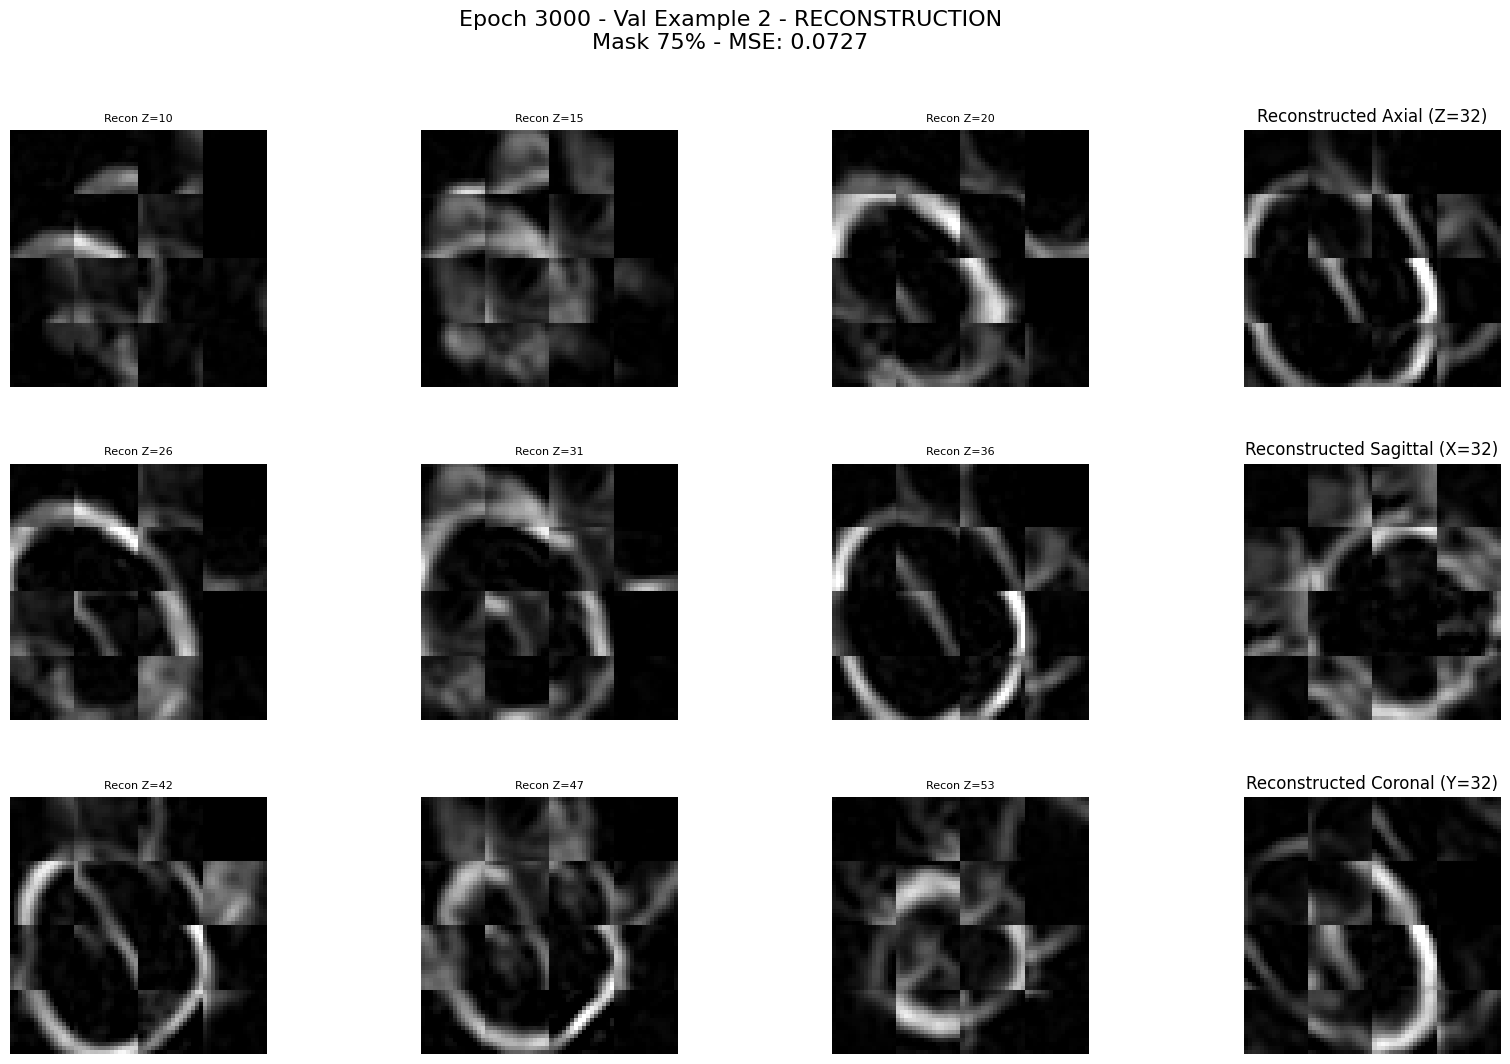 Epoch 3000 - Val Example 2 - RECONSTRUCTION
Mask 75% - MSE: 0.0727
Recon Z=10
Recon Z=15
Recon Z=20
Reconstructed Axial (Z=32)
Recon Z=26
Recon Z=31
Recon Z=36
Reconstructed Sagittal (X=32)
Recon Z=42
Recon Z=47
Recon Z=53
Reconstructed Coronal (Y=32)